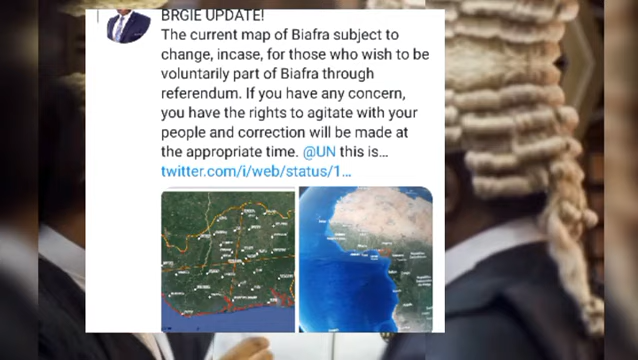 BRGIE UPDATE!
The current map of Biafra subject to
change, incase, for those who wish to be
voluntarily part of Biafra through
referendum. If you have any concern,
you have the rights to agitate with your
people and correction will be made at
the appropriate time. @UN this is...
twitter.com/i/web/status/1...